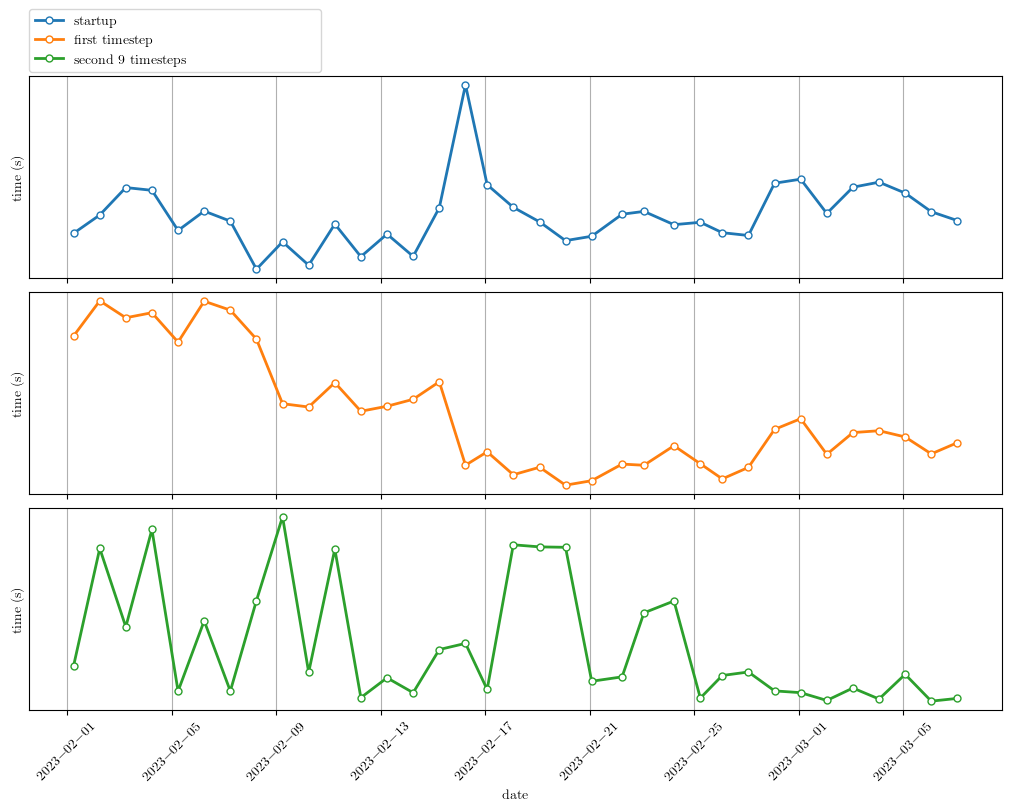 startup
first timestep
second 9 timesteps
time (s)
time (s)
time (s)
2023−02−01
2023−02−05
2023−02−09
2023−02−13
2023−02−17
2023−02−21
2023−02−25
2023−03−01
2023−03−05
date